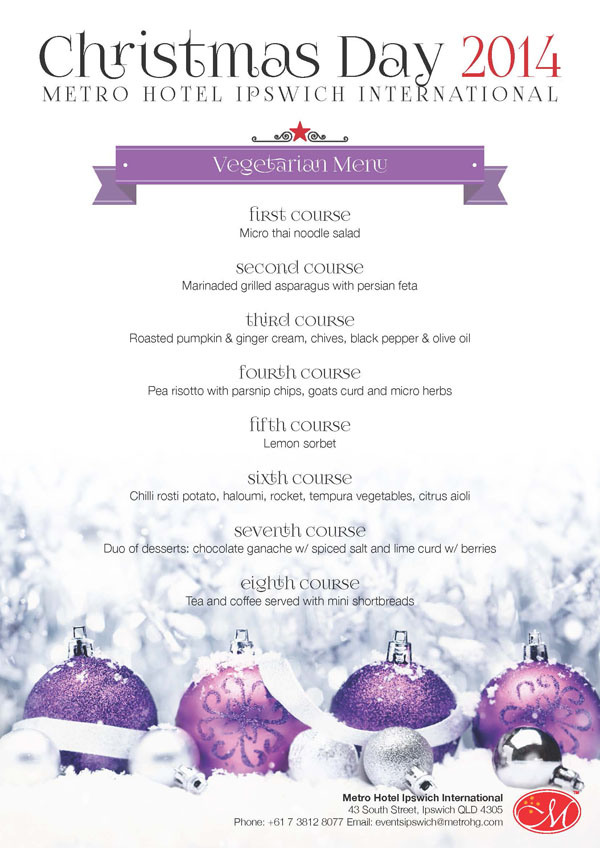 Christmas Day 2014
METRO HOTEL IPSWICH INTERNATIONAL
Vegetarian Menu
first course
Micro thai noodle salad
second course
Marinaded grilled asparagus with persian feta
third course
Roasted pumpkin & ginger cream, chives, black pepper & olive oil
fourth course
Pea risotto with parsnip chips, goats curd and micro herbs
fifth course
Lemon sorbet
sixth course
Chilli rosti potato, haloumi, rocket, tempura vegetables, citrus aioli
seventh course
Duo of desserts: chocolate ganache w/ spiced salt and lime curd w/ berries
eighth course
Tea and coffee served with mini shortbreads
Metro Hotel Ipswich International
43 South Street, Ipswich QLD 4305
Phone: +61 7 3812 8077 Email: eventsipswich@metrohg.com
M